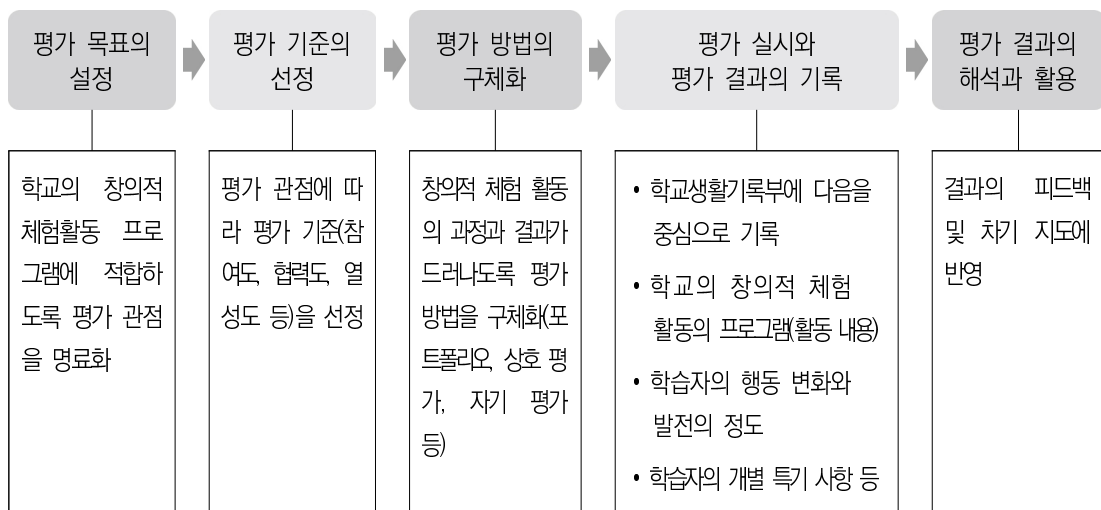 평가 목표의
설정
평가 기준의
선정
평가 방법의
구체화
평가 실시와
평가 결과의 기록
평가 결과의
해석과 활용
학교의 창의적
체험활동 프로
그램에 적합하
도록 평가 관점
을 명료화
평가 관점에 따
라 평가 기준(참
여도, 협력도, 열
성도 등)을 선정
창의적 체험 활동
의 과정과 결과가
드러나도록 평가
방법을 구체화(포
트폴리오, 상호 평
가, 자기 평가
등)
• 학교생활기록부에 다음을
중심으로 기록
• 학교의 창의적 체험
활동의 프로그램(활동 내용)
• 학습자의 행동 변화와
발전의 정도
• 학습자의 개별 특기 사항 등
결과의 피드백
및 차기 지도에
반영